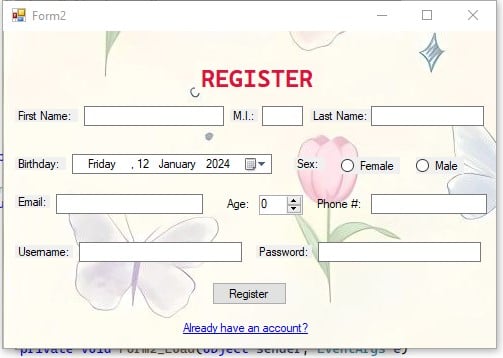 Form2
REGISTER
First Name: M.I.: Last Name:
Birthday: Friday , 12 January 2024 Sex: Female Male
Email: Age: 0 Phone #:
Username: Password:
Register
Already have an account?
private void Form2_Load(object sender, EventArgs e)